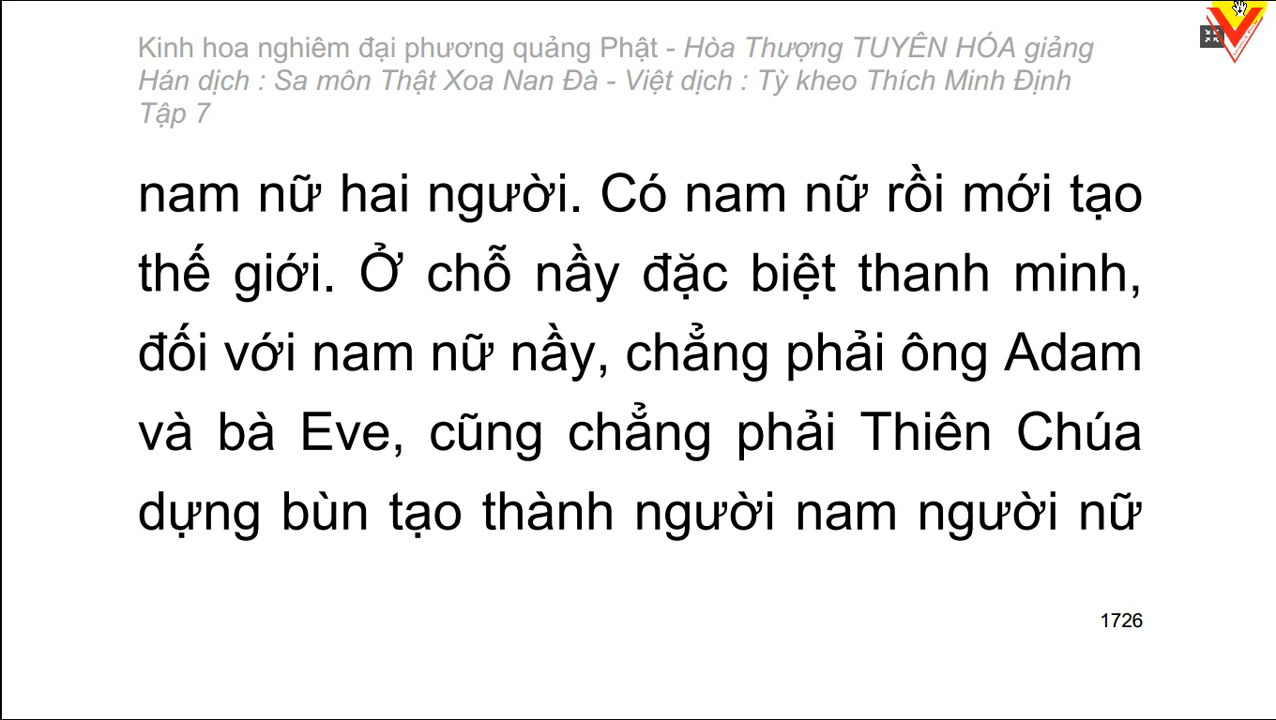 Kinh hoa nghiêm đại phương quảng Phật - Hòa Thượng TUYÊN HÓA giảng
Hán dịch : Sa môn Thật Xoa Nan Đà - Việt dịch : Tỳ kheo Thích Minh Định
Tập 7
nam nữ hai người. Có nam nữ rồi mới tạo
thế giới. Ở chỗ nầy đặc biệt thanh minh,
đối với nam nữ nầy, chẳng phải ông Adam
và bà Eve, cũng chẳng phải Thiên Chúa
dựng bùn tạo thành người nam người nữ
1726